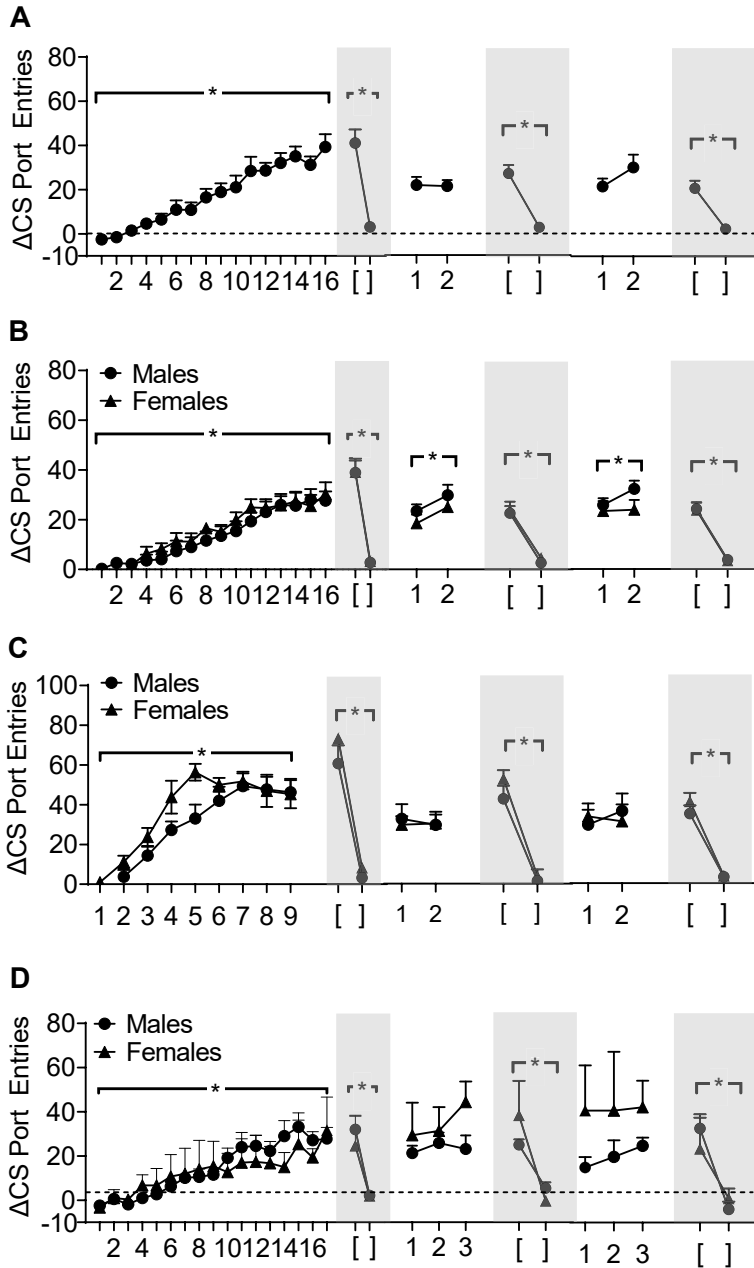 A
ΔCS Port Entries
80
60
40
20
0
-10
* * * *
2 4 6 8 10 12 14 16 [ ] 1 2 [ ] 1 2 [ ]
B
ΔCS Port Entries
Males
Females
80
60
40
20
0
* * * * * *
2 4 6 8 10 12 14 16 [ ] 1 2 [ ] 1 2 [ ]
C
ΔCS Port Entries
Males
Females
100
80
60
40
20
0
* * * *
1 2 3 4 5 6 7 8 9 [ ] 1 2 [ ] 1 2 [ ]
D
ΔCS Port Entries
Males
Females
80
60
40
20
0
-10
* * * *
2 4 6 8 10 12 14 16 [ ] 1 2 3 [ ] 1 2 3 [ ]